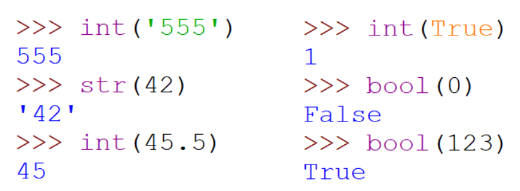 >>> int('555')
555
>>> str(42)
'42'
>>> int(45.5)
45
>>> int(True)
1
>>> bool(0)
False
>>> bool(123)
True